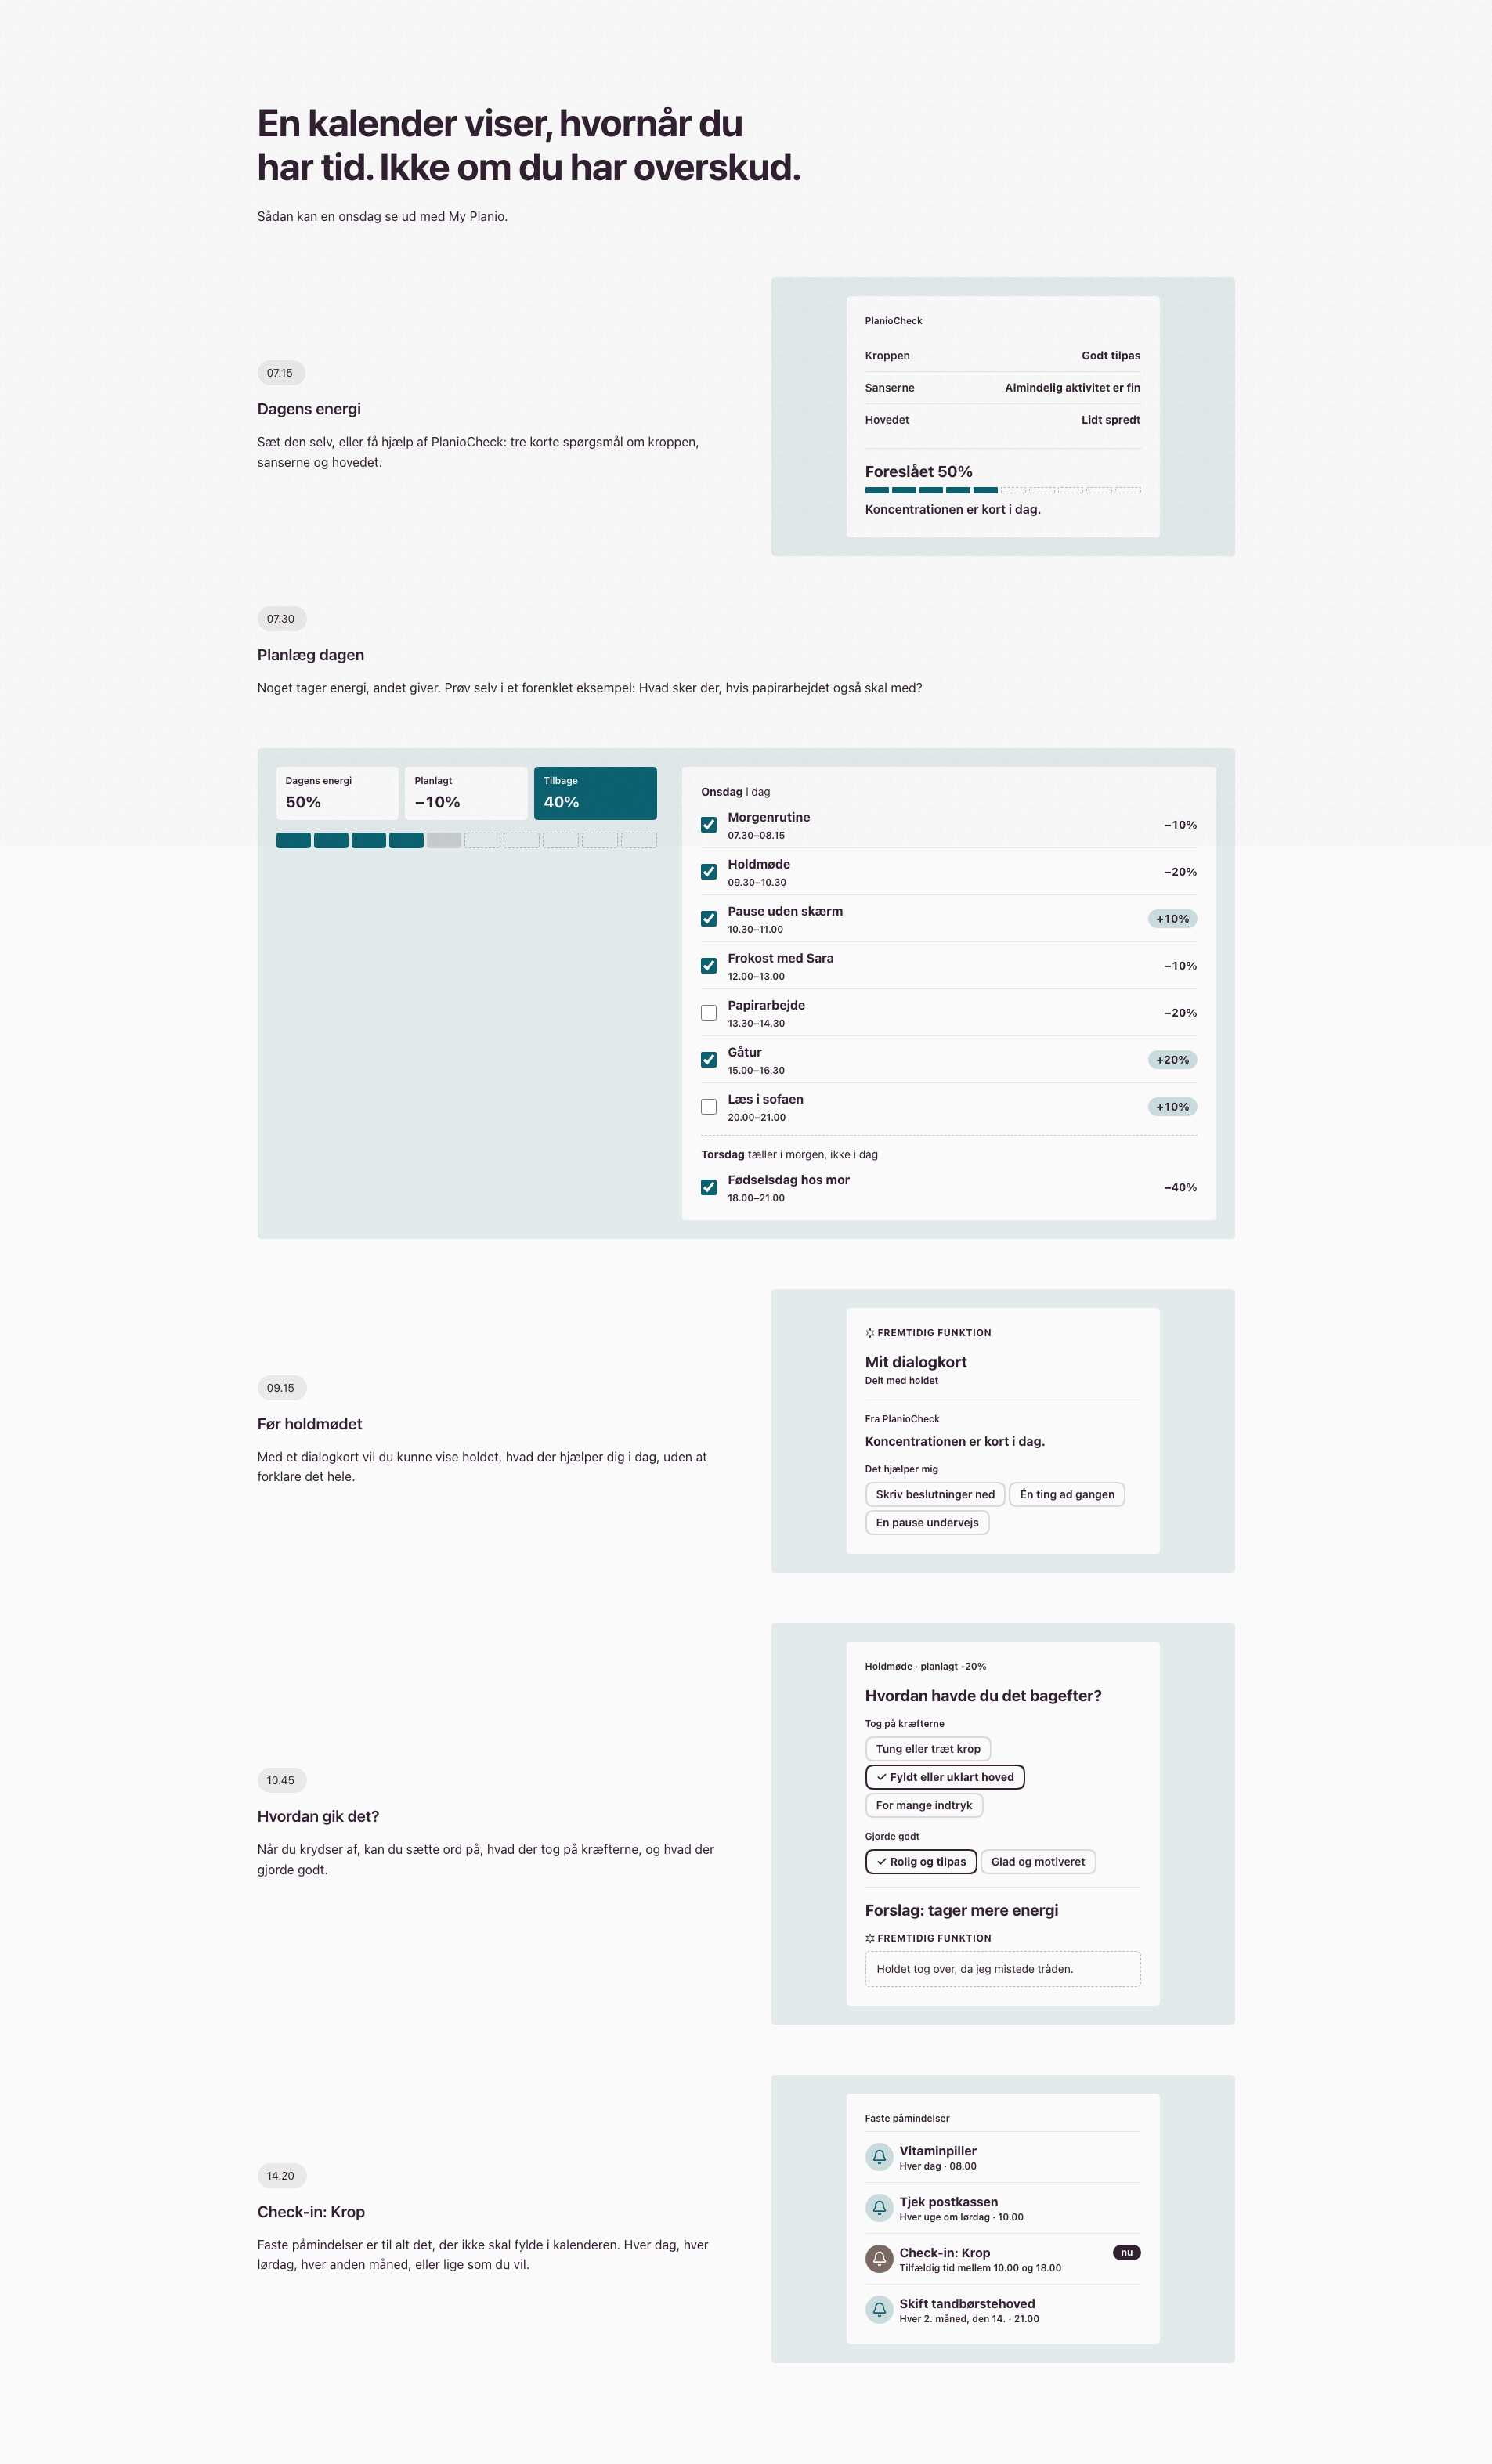 En kalender viser, hvornår du
har tid. Ikke om du har overskud.
Sådan kan en onsdag se ud med My Planio.
07.15
Dagens energi
Sæt den selv, eller få hjælp af PlanioCheck: tre korte spørgsmål om kroppen,
sanserne og hovedet.
PlanioCheck
Kroppen Godt tilpas
Sanserne Almindelig aktivitet er fin
Hovedet Lidt spredt
Foreslået 50%
Koncentrationen er kort i dag.
07.30
Planlæg dagen
Noget tager energi, andet giver. Prøv selv i et forenklet eksempel: Hvad sker der, hvis papirarbejdet også skal med?
Dagens energi
50%
Planlagt
−10%
Tilbage
40%
Onsdag i dag
Morgenrutine
07.30–08.15
−10%
Holdmøde
09.30–10.30
−20%
Pause uden skærm
10.30–11.00
+10%
Frokost med Sara
12.00–13.00
−10%
Papirarbejde
13.30–14.30
−20%
Gåtur
15.00–16.30
+20%
Læs i sofaen
20.00–21.00
+10%
Torsdag tæller i morgen, ikke i dag
Fødselsdag hos mor
18.00–21.00
−40%
09.15
Før holdmødet
Med et dialogkort vil du kunne vise holdet, hvad der hjælper dig i dag, uden at
forklare det hele.
FREMTIDIG FUNKTION
Mit dialogkort
Delt med holdet
Fra PlanioCheck
Koncentrationen er kort i dag.
Det hjælper mig
Skriv beslutninger ned Én ting ad gangen
En pause undervejs
10.45
Hvordan gik det?
Når du krydser af, kan du sætte ord på, hvad der tog på kræfterne, og hvad der
gjorde godt.
Holdmøde · planlagt -20%
Hvordan havde du det bagefter?
Tog på kræfterne
Tung eller træt krop
✓ Fyldt eller uklart hoved
For mange indtryk
Gjorde godt
✓ Rolig og tilpas Glad og motiveret
Forslag: tager mere energi
FREMTIDIG FUNKTION
Holdet tog over, da jeg mistede tråden.
14.20
Check-in: Krop
Faste påmindelser er til alt det, der ikke skal fylde i kalenderen. Hver dag, hver
lørdag, hver anden måned, eller lige som du vil.
Faste påmindelser
Vitaminpiller
Hver dag · 08.00
Tjek postkassen
Hver uge om lørdag · 10.00
Check-in: Krop
nu
Tilfældig tid mellem 10.00 og 18.00
Skift tandbørstehoved
Hver 2. måned, den 14. · 21.00